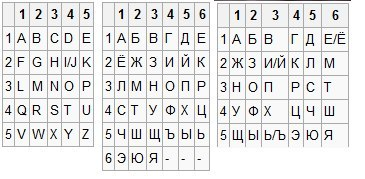 1 2 3 4 5
1 A B C D E
2 F G H I/J K
3 L M N O P
4 Q R S T U
5 V W X Y Z
1 2 3 4 5 6
1 А Б В Г Д Е
2 Ё Ж З И Й К
3 Л М Н О П Р
4 С Т У Ф Х Ц
5 Ч Ш Щ Ъ Ы Ь
6 Э Ю Я - - -
1 2 3 4 5 6
1 А Б В Г Д Е/Ё
2 Ж З И/Й К Л М
3 Н О П Р С Т
4 У Ф Х Ц Ч Ш
5 Щ Ы Ь/Ъ Э Ю Я